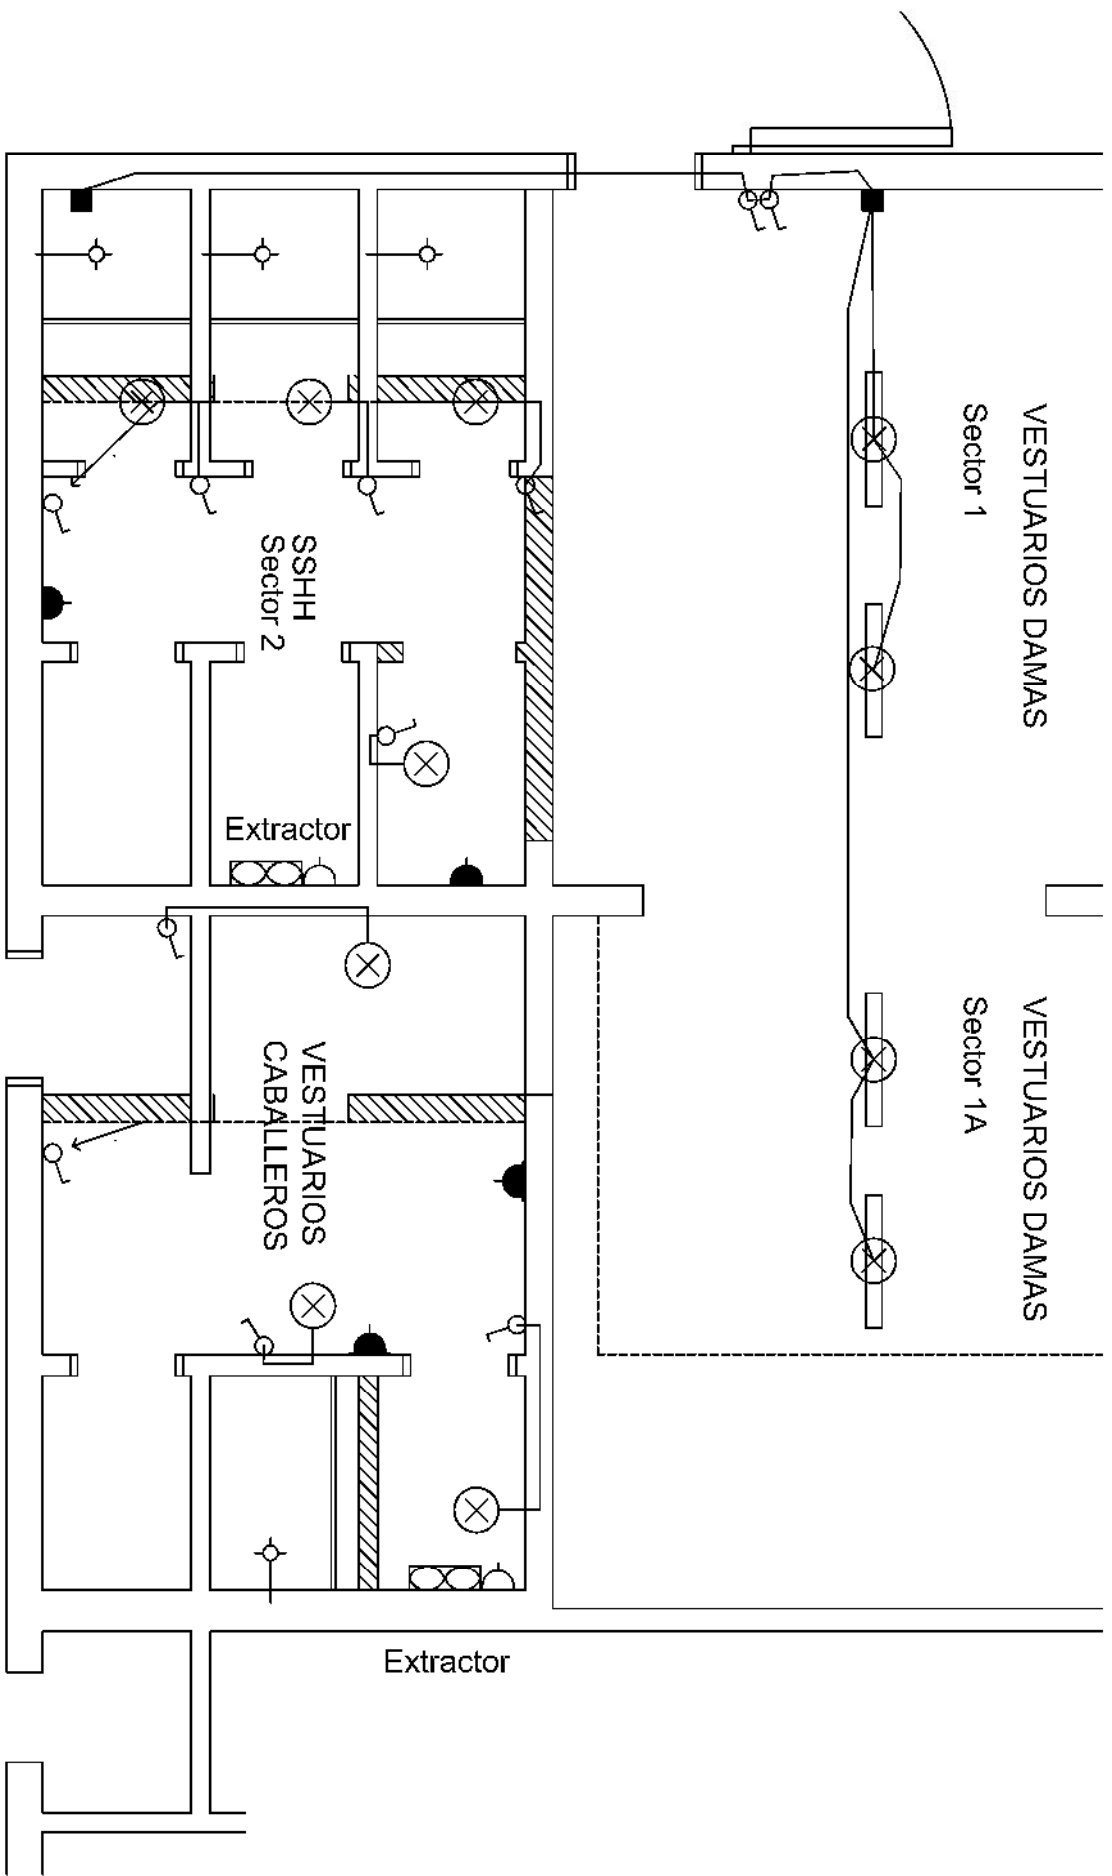 VESTUARIOS DAMAS
Sector 1
SSHH
Sector 2
Extractor
VESTUARIOS DAMAS
Sector 1A
VESTUARIOS
CABALLEROS
Extractor